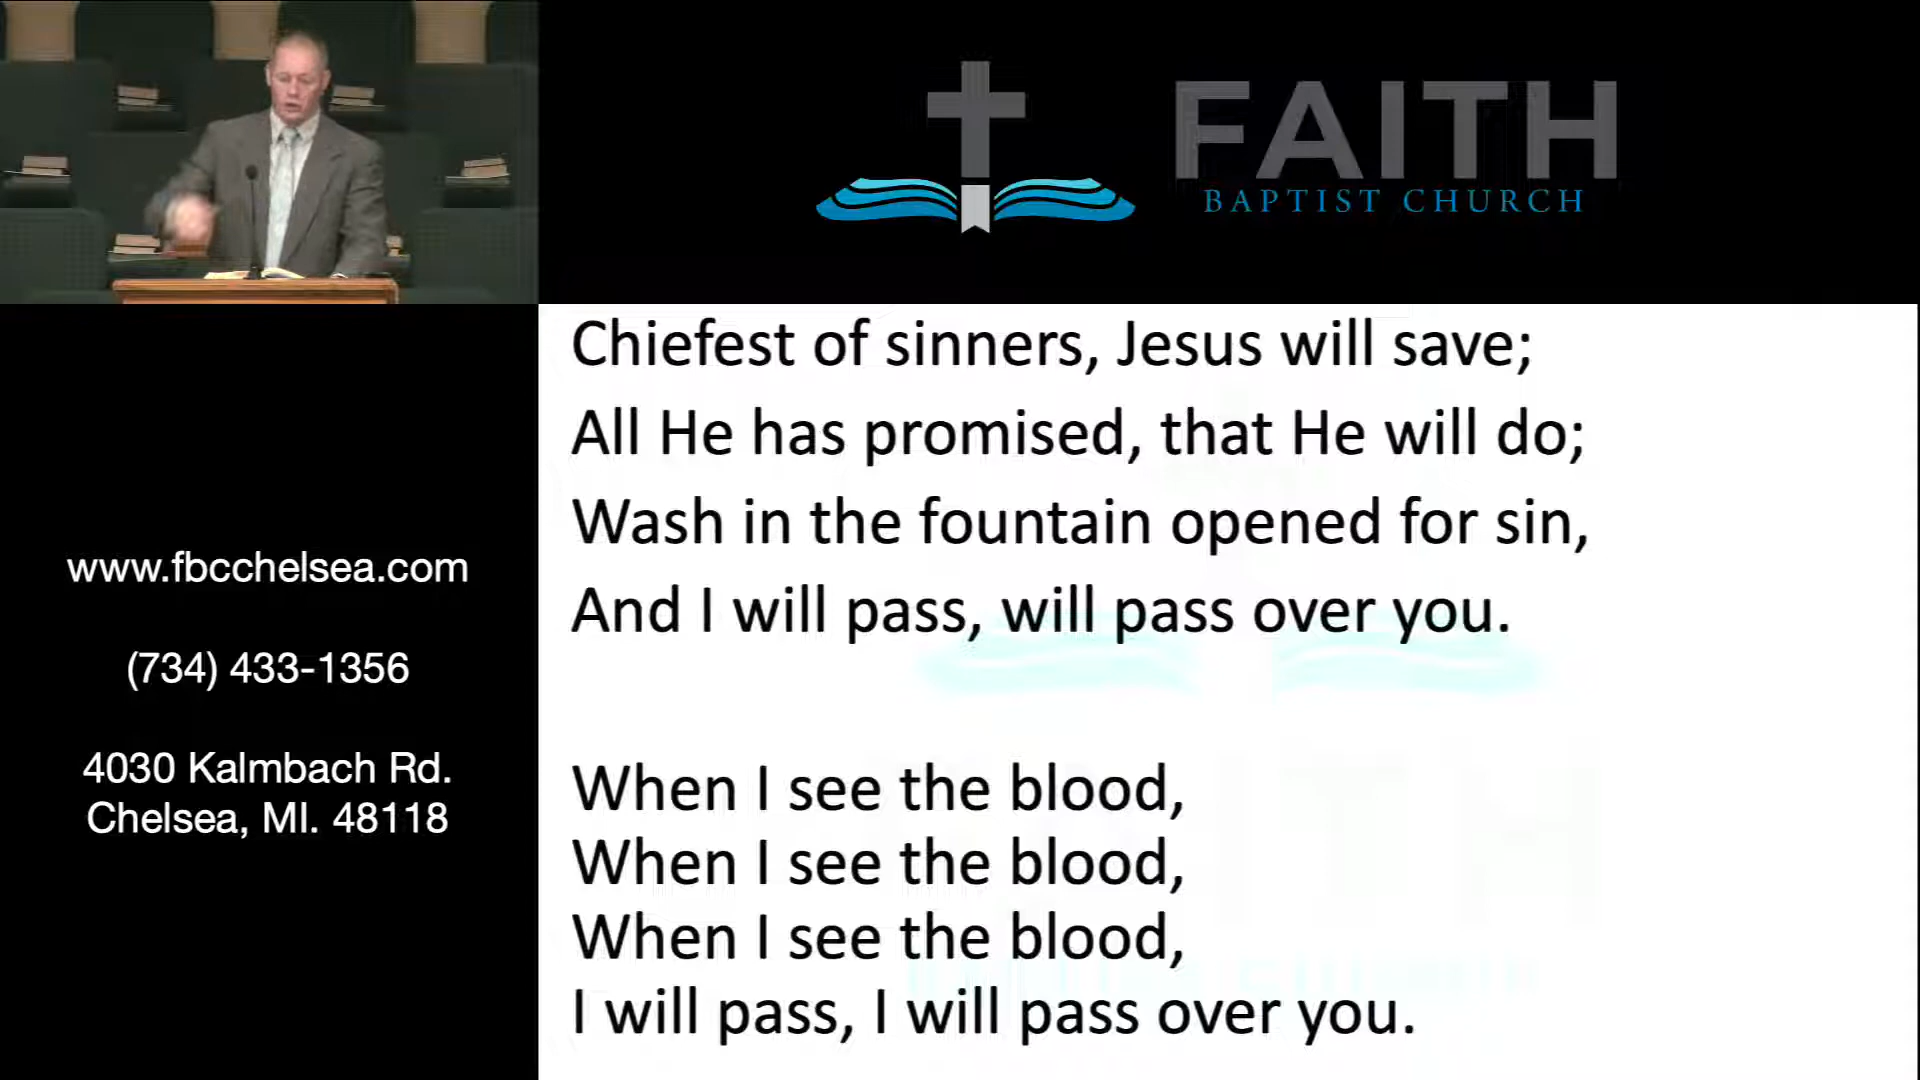 FAITH
BAPTIST CHURCH
Chiefest of sinners, Jesus will save;
All He has promised, that He will do;
Wash in the fountain opened for sin,
And I will pass, will pass over you.
When I see the blood,
When I see the blood,
When I see the blood,
I will pass, I will pass over you.
www.fbcchelsea.com
(734) 433-1356
4030 Kalmbach Rd.
Chelsea, MI. 48118